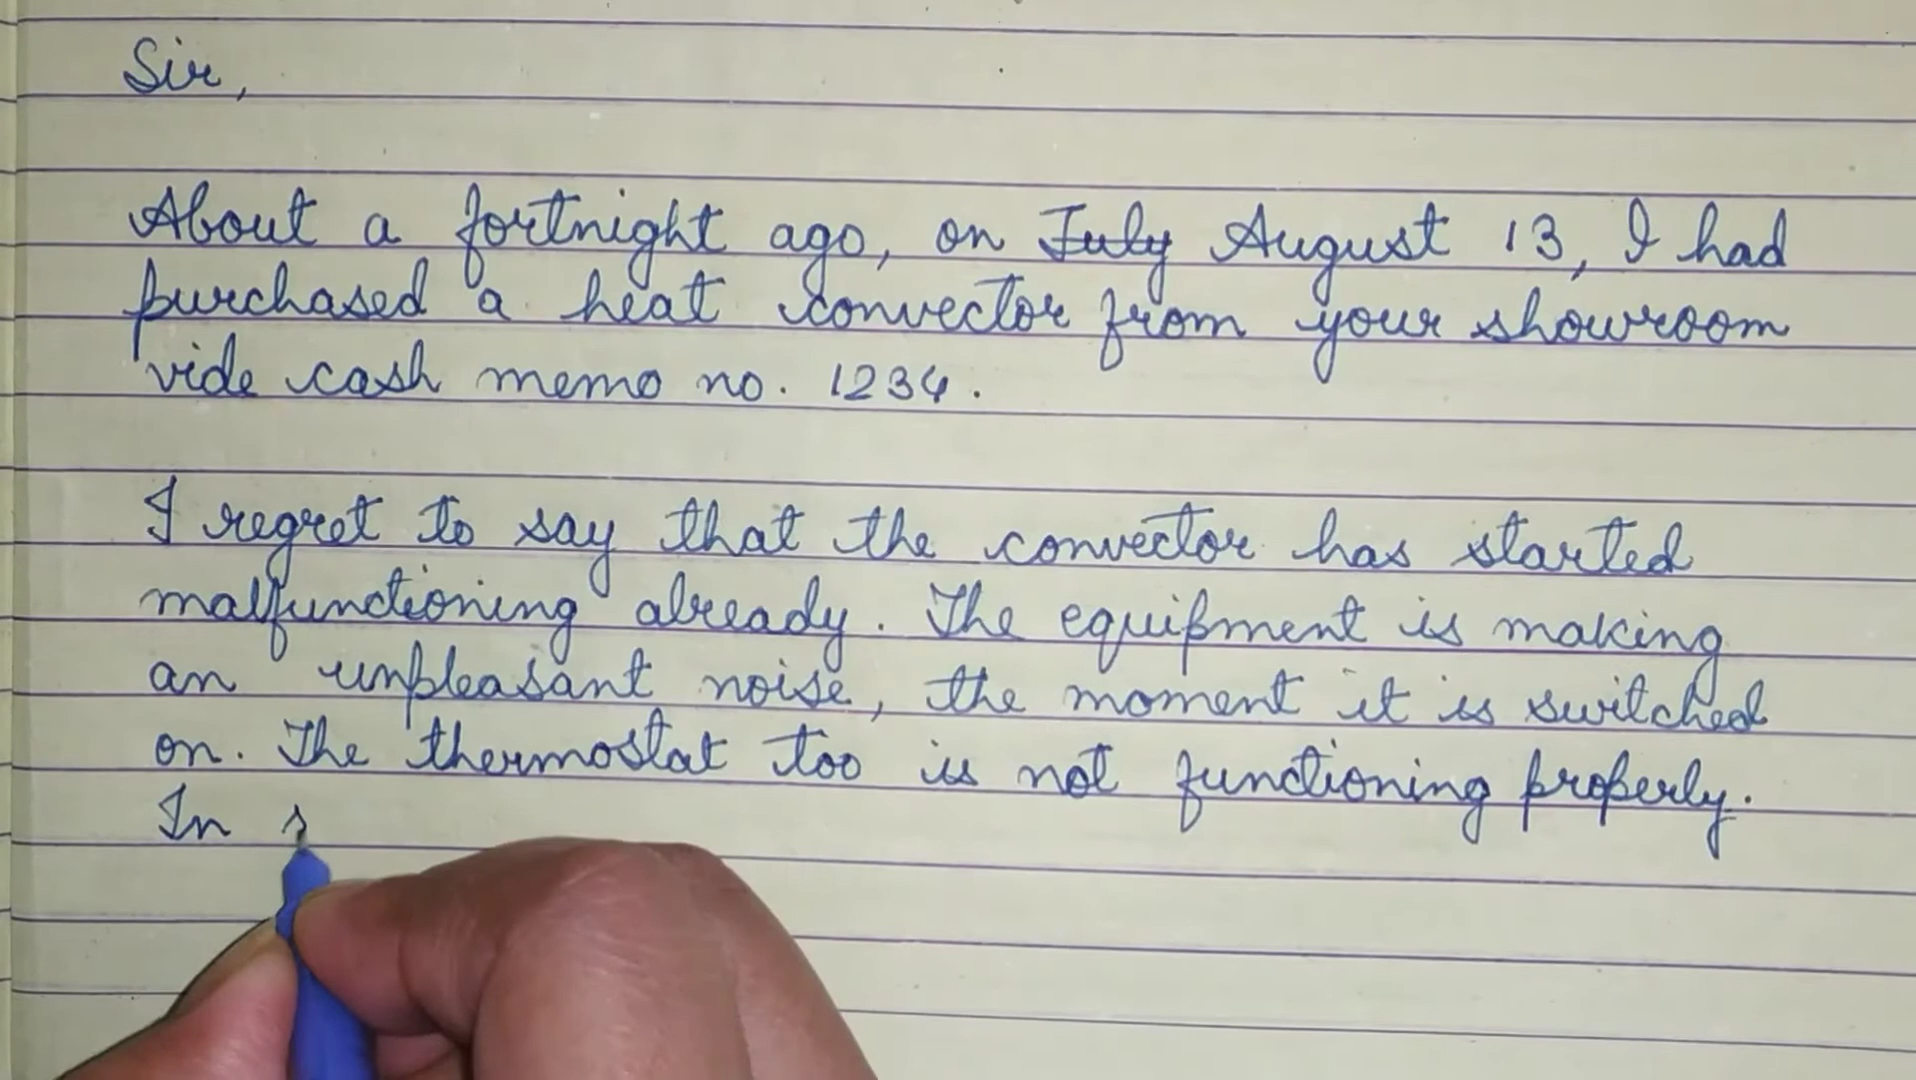 Sir,
About a fortnight ago, on July August 13, I had
purchased a heat convector from your showroom
vide cash memo no. 1234.
I regret to say that the convector has started
malfunctioning already. The equipment is making
an unpleasant noise, the moment it is switched
on. The thermostat too is not functioning properly.
In s